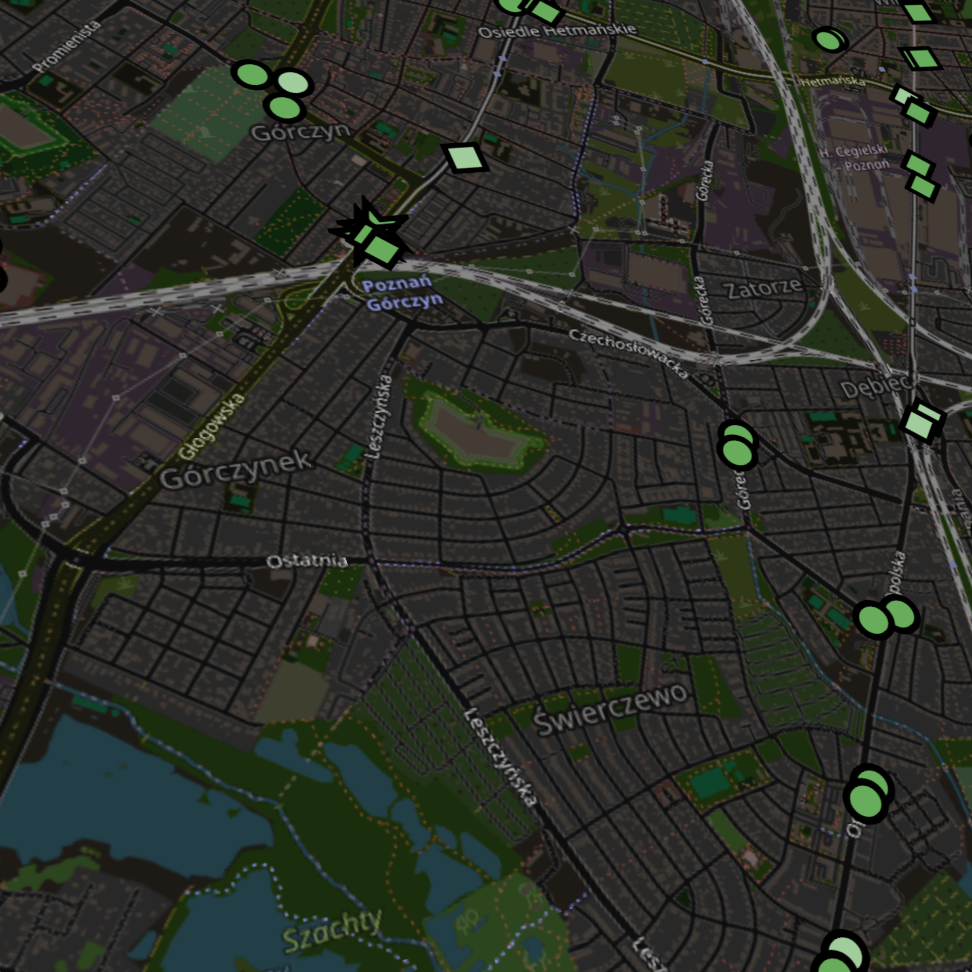 Promienista
Osiedle Hetmańskie
Hetmańska
Górczyn
H. Cegielski
- Poznań
Górecka
Poznań
Górczyn
Górecka
Zatorze
Czechosłowacka
Dębiec
Leszczyńska
Głogowska
Górczynek
Ostatnia
Świerczewo
Leszczyńska
Szachty